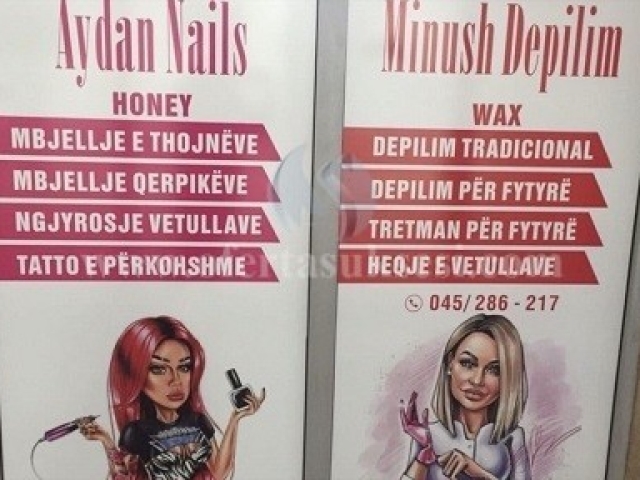 Aydan Nails
HONEY
MBJELLJE E THOJNËVE
MBJELLJE QERPIKËVE
NGJYROSJE VETULLAVE
TATTO E PËRKOHSHME
Minush Depilim
WAX
DEPILIM TRADICIONAL
DEPILIM PËR FYTYRË
TRETMAN PËR FYTYRË
HEQJE E VETULLAVE
045/ 286 - 217